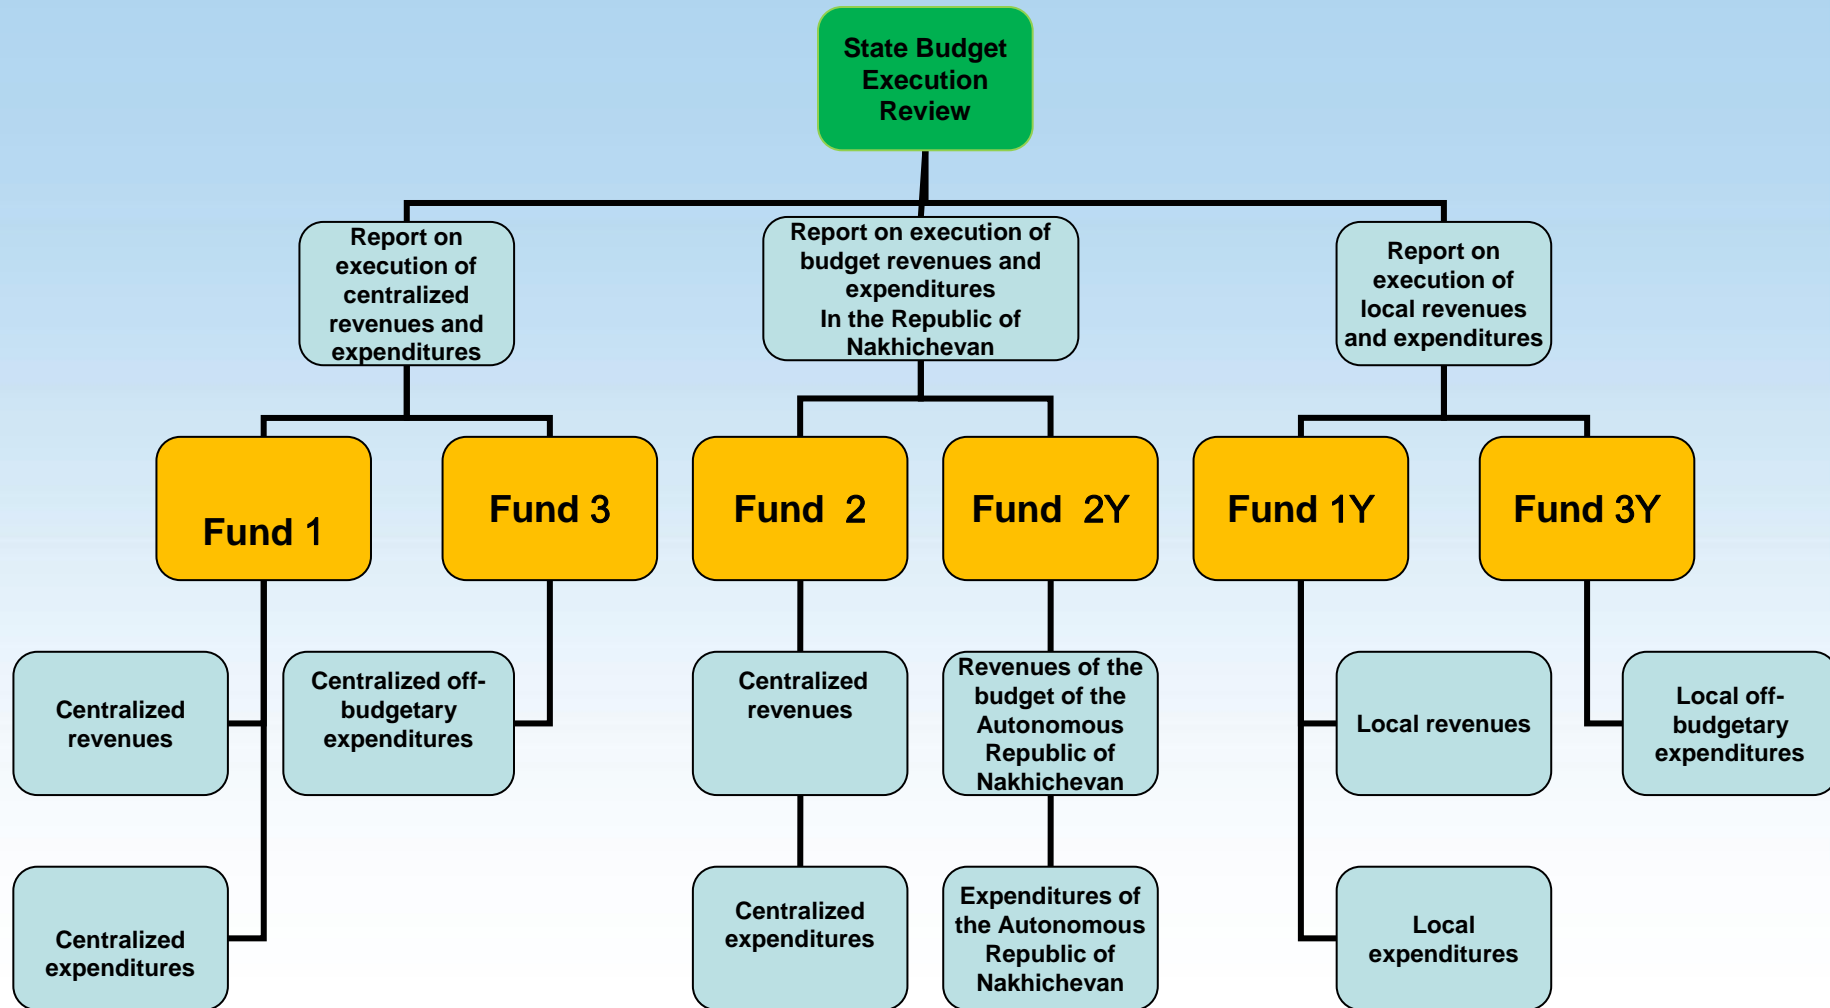 State Budget
Execution
Review
Report on
execution of
centralized
revenues and
expenditures
Report on execution of
budget revenues and
expenditures
In the Republic of
Nakhichevan
Report on
execution of
local revenues
and expenditures
Fund 1
Fund 3
Fund 2
Fund 2Y
Fund 1Y
Fund 3Y
Centralized
revenues
Centralized off-
budgetary
expenditures
Centralized
revenues
Revenues of the
budget of the
Autonomous
Republic of
Nakhichevan
Local revenues
Local off-
budgetary
expenditures
Centralized
expenditures
Centralized
expenditures
Expenditures of
the Autonomous
Republic of
Nakhichevan
Local
expenditures